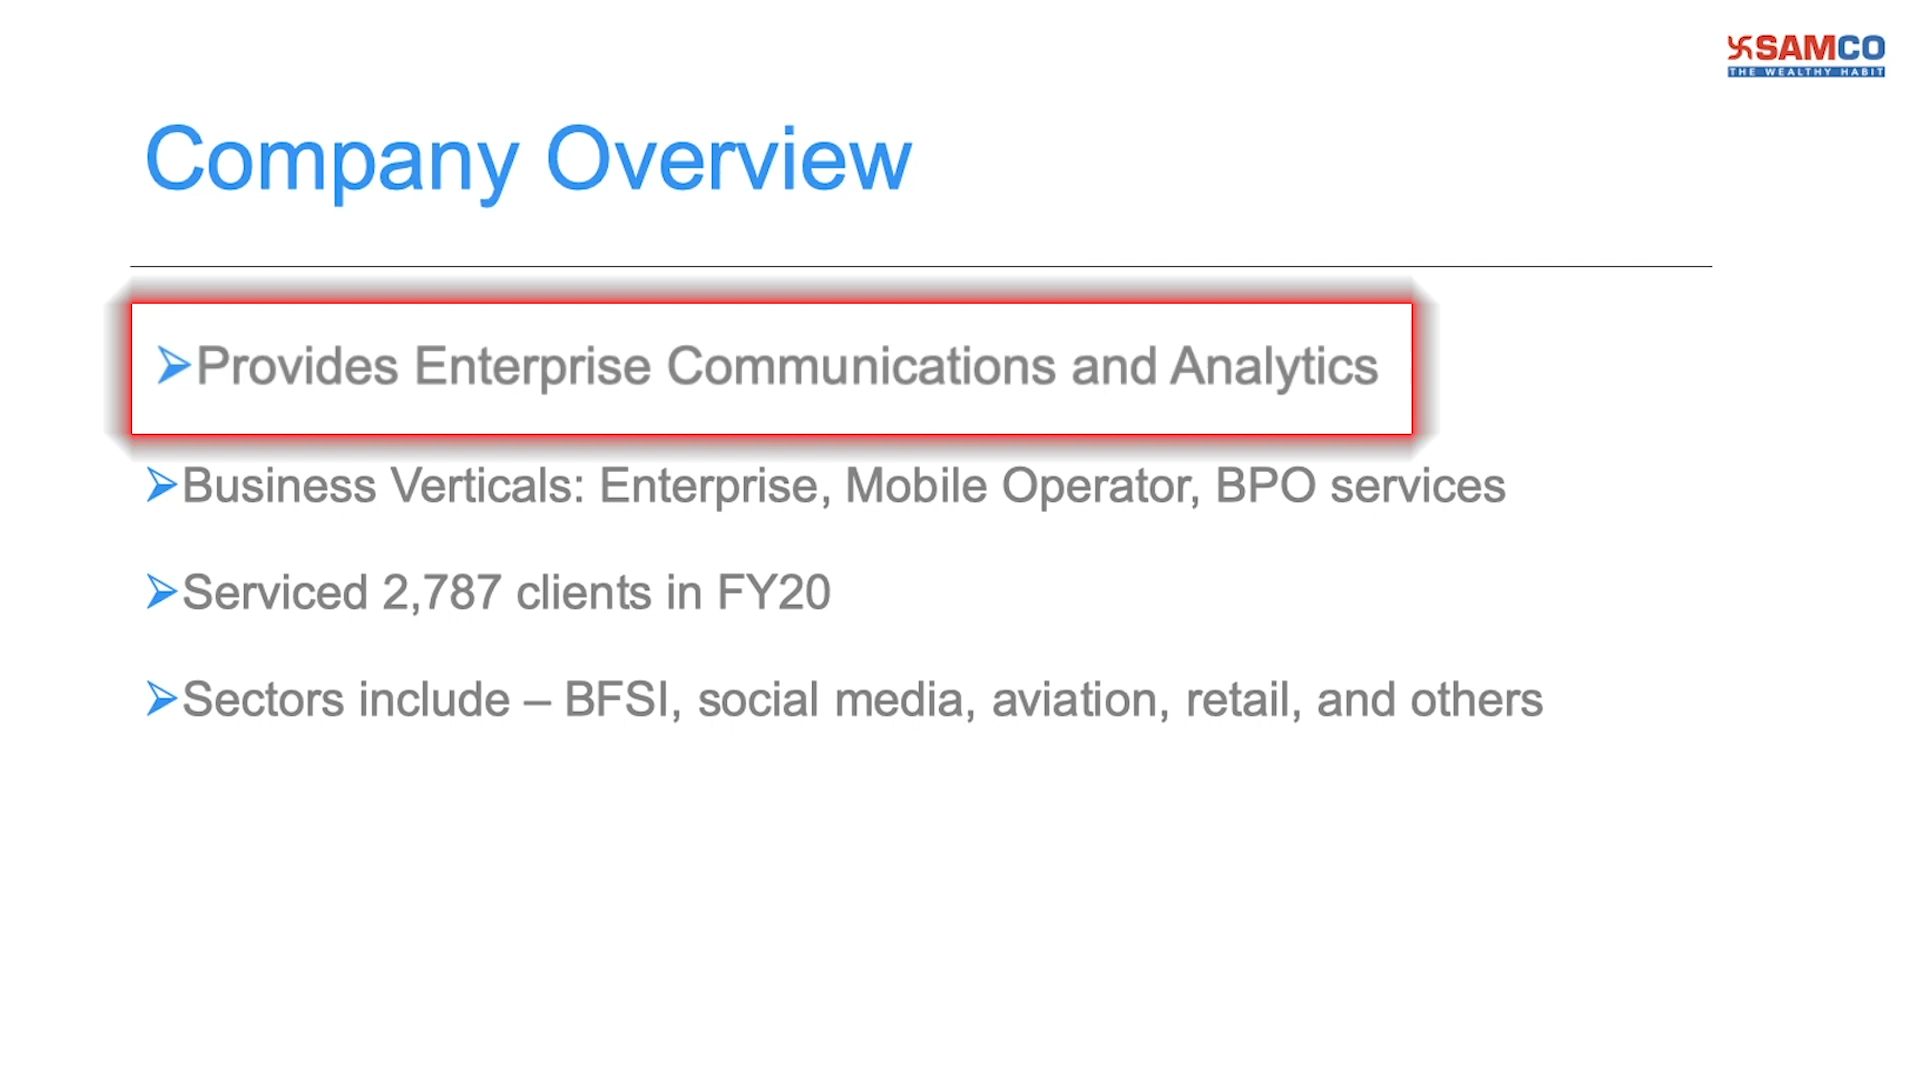 SAMCO
THE WEALTHY HABIT
Company Overview
Provides Enterprise Communications and Analytics
Business Verticals: Enterprise, Mobile Operator, BPO services
Serviced 2,787 clients in FY20
Sectors include – BFSI, social media, aviation, retail, and others